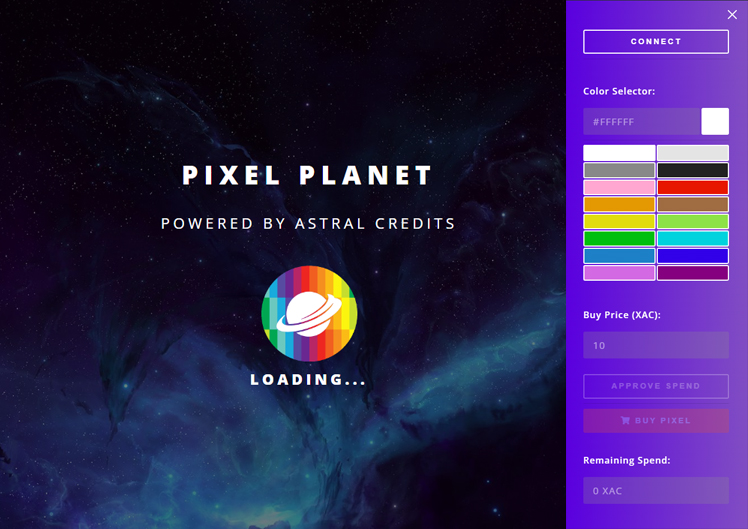 PIXEL PLANET
POWERED BY ASTRAL CREDITS
LOADING...
CONNECT
Color Selector:
#FFFFFF
Buy Price (XAC):
10
APPROVE SPEND
BUY PIXEL
Remaining Spend:
0 XAC